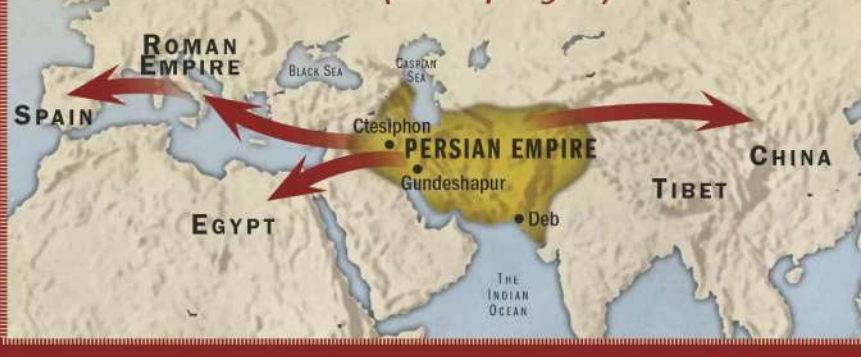 ROMAN
EMPIRE
BLACK SEA
CASPIAN
SEA
SPAIN
Ctesiphon
PERSIAN EMPIRE
CHINA
Gundeshapur
TIBET
EGYPT
Deb
THE
INDIAN
OCEAN